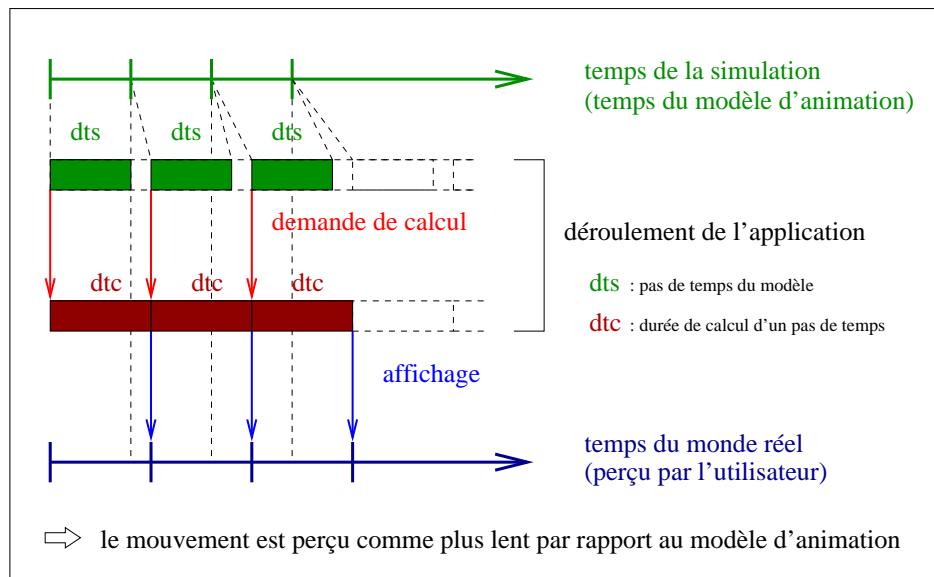 temps de la simulation
(temps du modèle d'animation)
dts dts dts
demande de calcul
déroulement de l'application
dtc dtc dtc
dts : pas de temps du modèle
dtc : durée de calcul d'un pas de temps
affichage
temps du monde réel
(perçu par l'utilisateur)
le mouvement est perçu comme plus lent par rapport au modèle d'animation